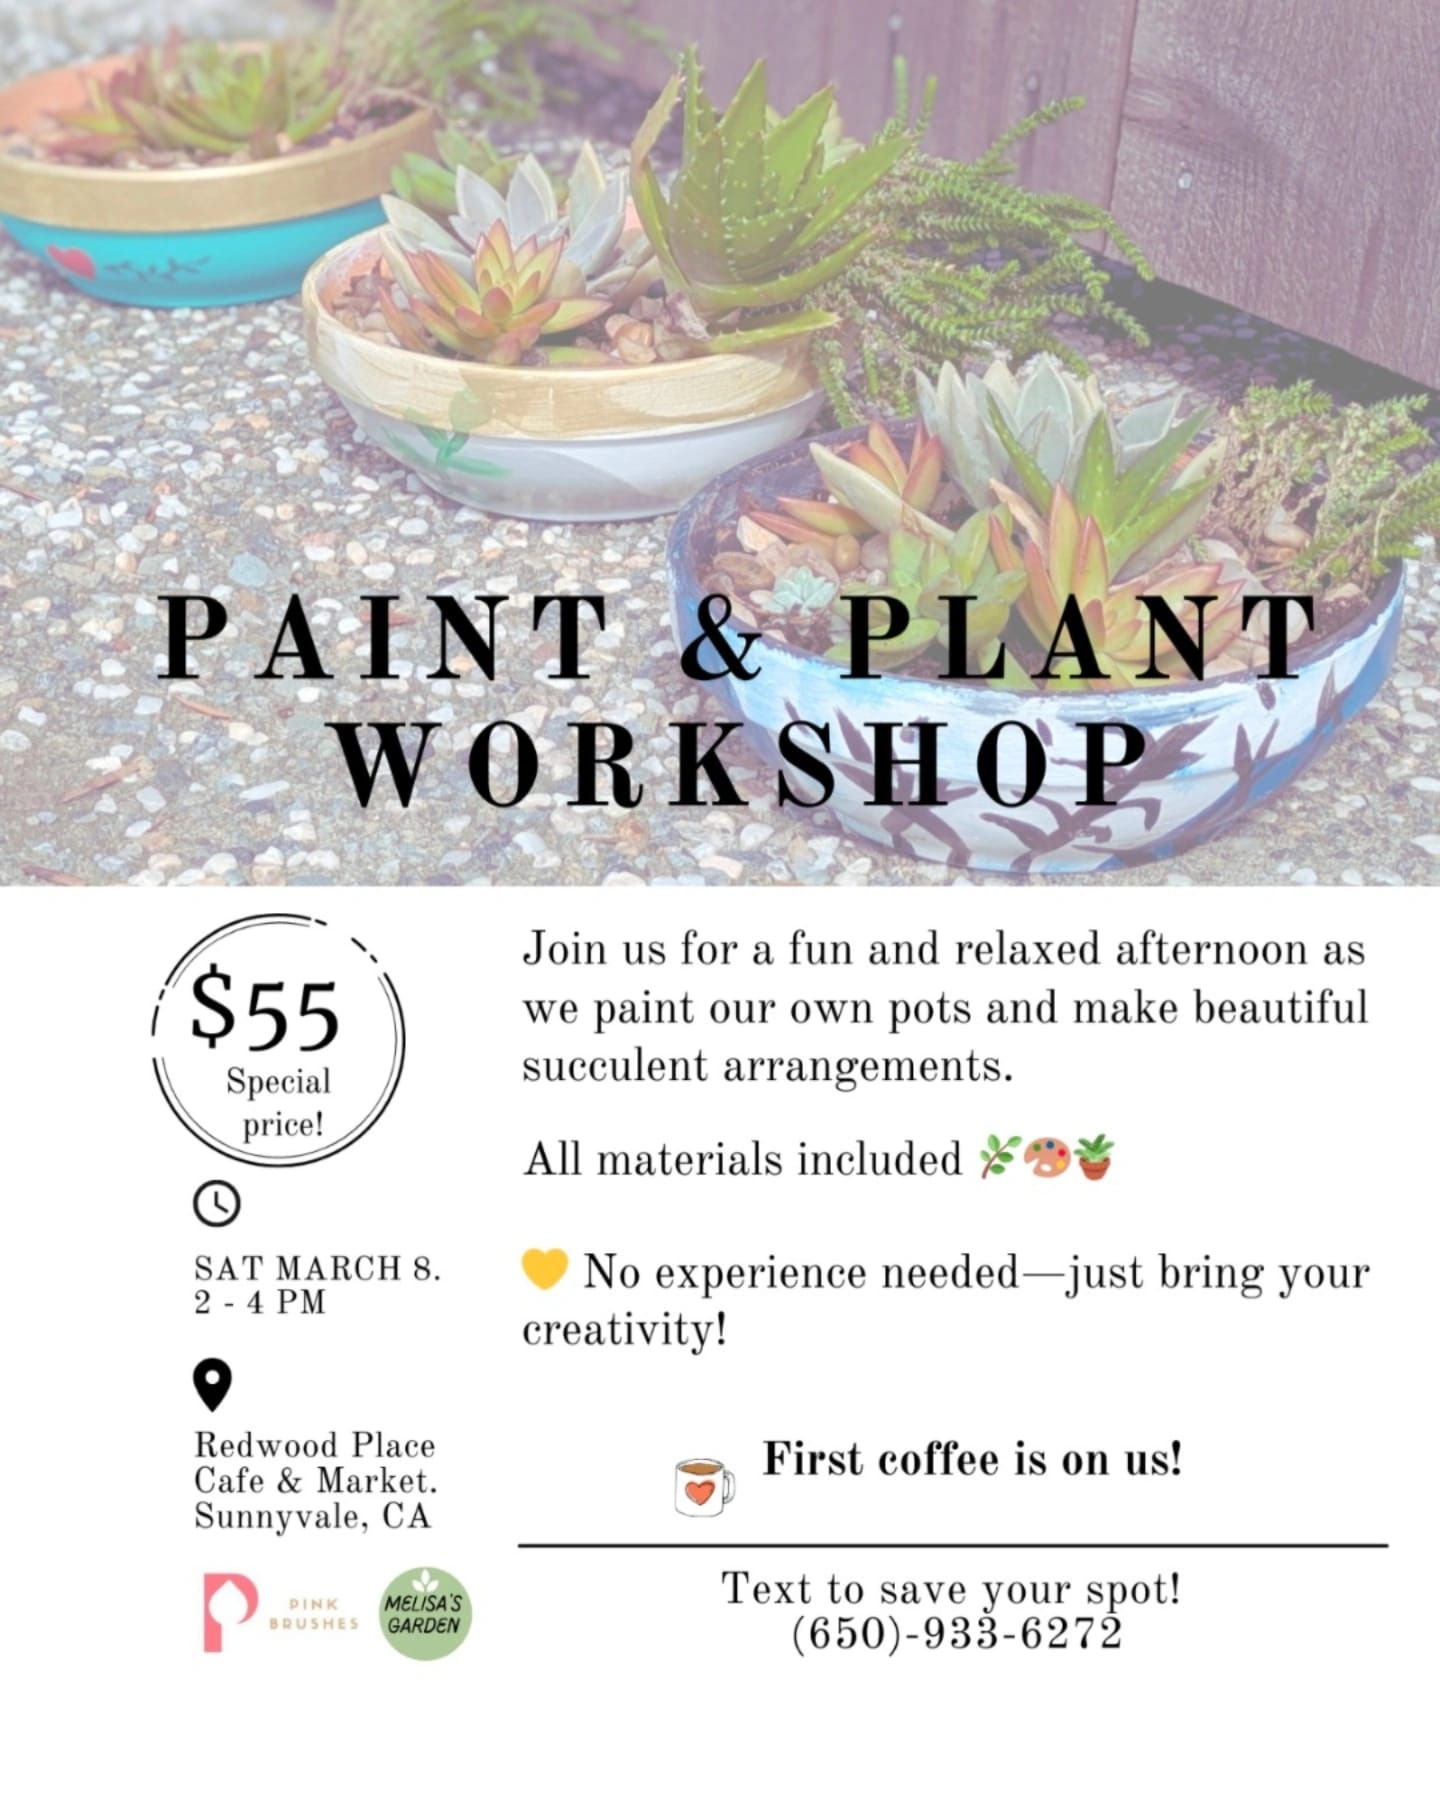 PAINT & PLANT
WORKSHOP
$55
Special
price!
SAT MARCH 8.
2 - 4 PM
Redwood Place
Cafe & Market.
Sunnyvale, CA
PINK
BRUSHES
MELISA'S
GARDEN
Join us for a fun and relaxed afternoon as
we paint our own pots and make beautiful
succulent arrangements.
All materials included 🌿🎨🪴
💛 No experience needed—just bring your
creativity!
First coffee is on us!
Text to save your spot!
(650)-933-6272